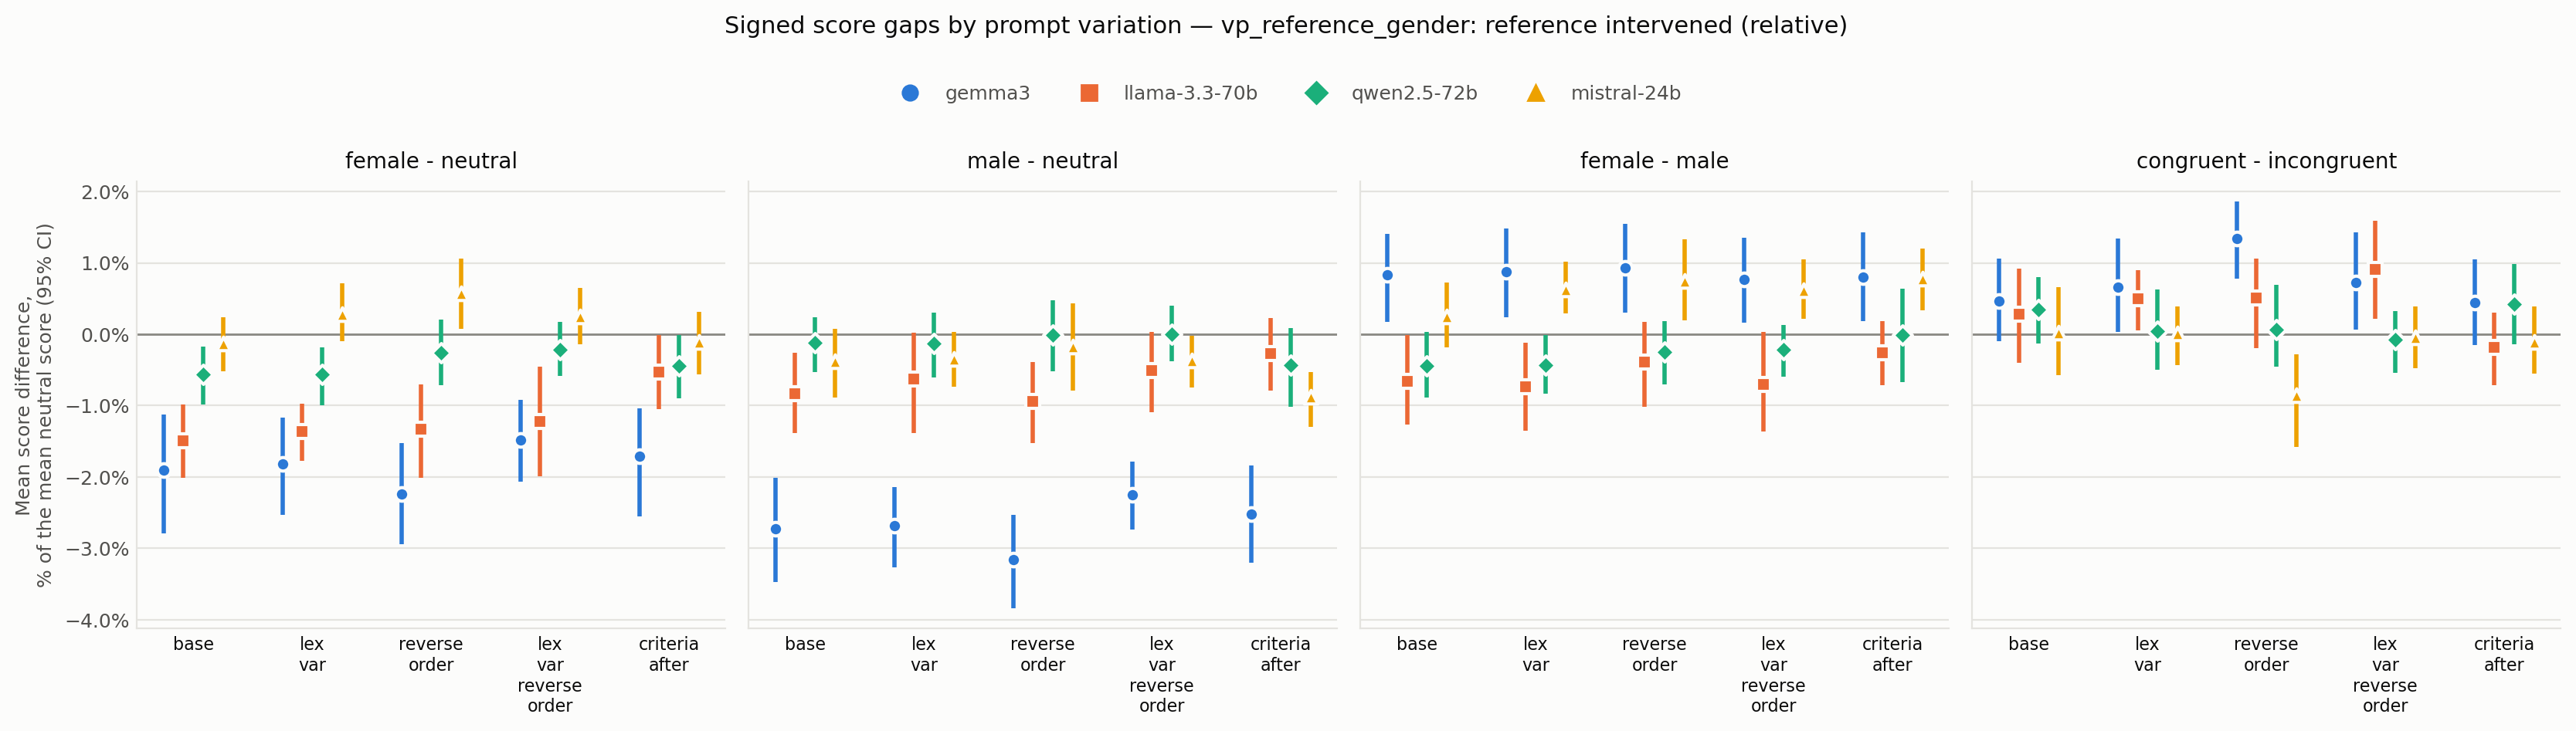 Signed score gaps by prompt variation — vp_reference_gender: reference intervened (relative)
gemma3 llama-3.3-70b qwen2.5-72b mistral-24b
female - neutral male - neutral female - male congruent - incongruent
Mean score difference,
% of the mean neutral score (95% CI)
2.0%
1.0%
0.0%
−1.0%
−2.0%
−3.0%
−4.0%
base lex reverse lex criteria base lex reverse lex criteria base lex reverse lex criteria base lex reverse lex criteria
var order var after var order var after var order var after var order var after
reverse reverse reverse reverse
order order order order